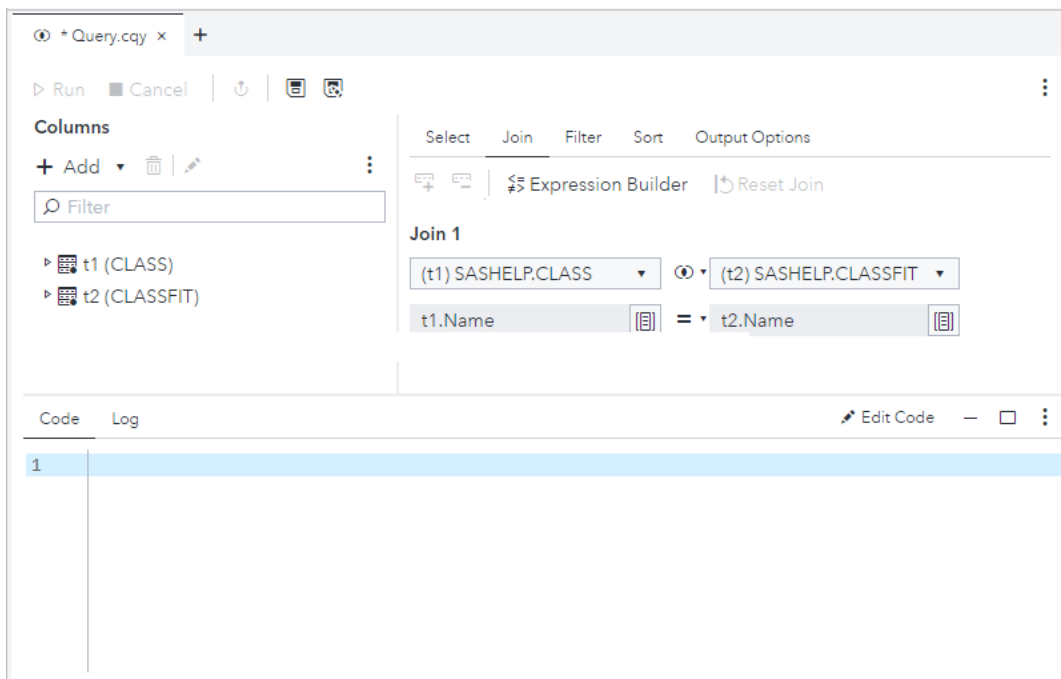 * Query.cqy × +
Run Cancel
Columns
Select Join Filter Sort Output Options
+ Add
Expression Builder Reset Join
Filter
Join 1
t1 (CLASS)
(t1) SASHELP.CLASS (t2) SASHELP.CLASSFIT
t2 (CLASSFIT)
t1.Name = t2.Name
Code Log Edit Code
1